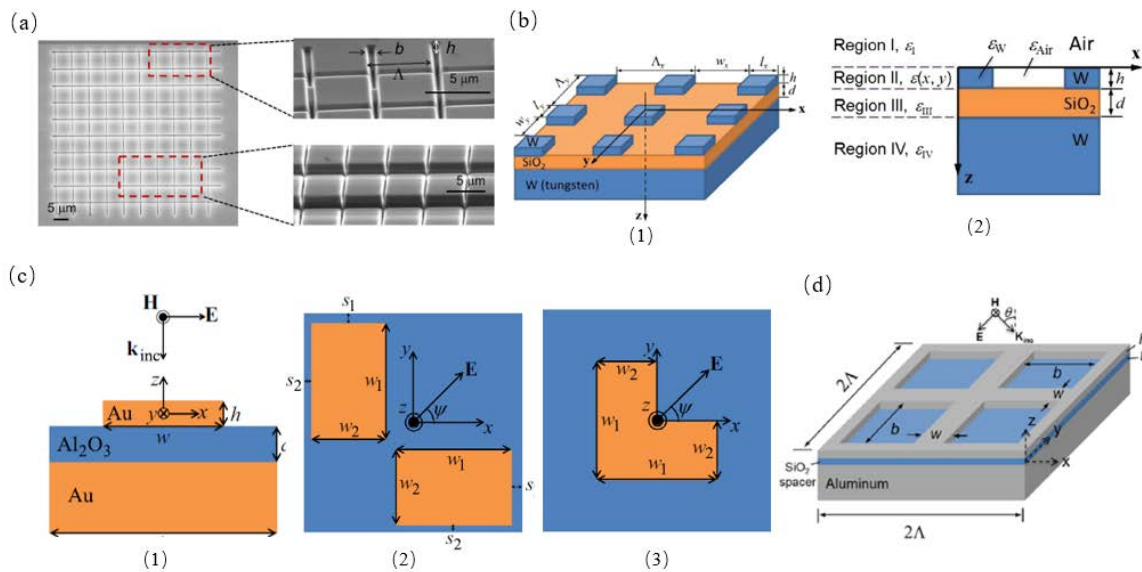 (a)
b
h
Λ
5 μm
5 μm
5 μm
(b)
Λx
wx
lx
h
d
Λy
ly
wy
x
W
y
SiO2
W (tungsten)
z
(1)
Region I, εI
εW
εAir
Air
x
Region II, ε(x, y)
W
W
h
Region III, εIII
SiO2
d
Region IV, εIV
W
z
(2)
(c)
H
E
kinc
z
Au
y
x
h
w
Al2O3
Au
(1)
s1
y
E
s2
w1
z
ψ
x
w2
w1
w2
s
s2
(2)
y
w2
E
w1
z
ψ
x
w2
w1
(3)
(d)
H
θ
E
Kinc
2Λ
b
w
b
w
z
y
x
SiO2
spacer
Aluminum
2Λ